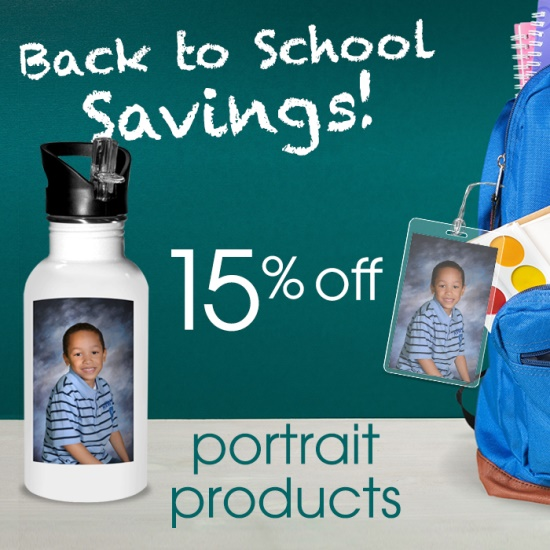 Back to School
Savings!
15% off
portrait
products